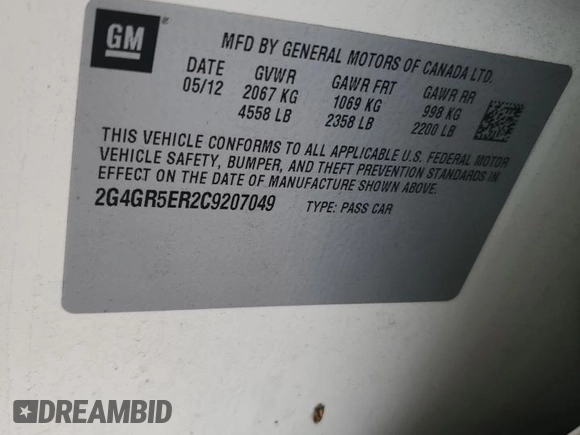 GM
MFD BY GENERAL MOTORS OF CANADA LTD.
DATE GVWR GAWR FRT GAWR RR
05/12 2067 KG 1069 KG 998 KG
4558 LB 2358 LB 2200 LB
THIS VEHICLE CONFORMS TO ALL APPLICABLE U.S. FEDERAL MOTOR
VEHICLE SAFETY, BUMPER, AND THEFT PREVENTION STANDARDS IN
EFFECT ON THE DATE OF MANUFACTURE SHOWN ABOVE.
2G4GR5ER2C9207049 TYPE: PASS CAR
DREAMBID